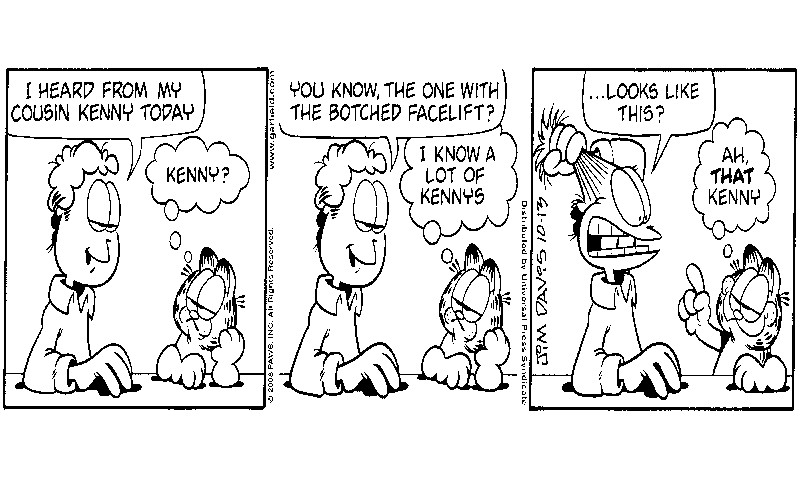 I HEARD FROM MY
COUSIN KENNY TODAY
KENNY?
www.garfield.com
© 2008 PAWS, INC. All Rights Reserved.
YOU KNOW, THE ONE WITH
THE BOTCHED FACELIFT?
I KNOW A
LOT OF
KENNYS
Distributed by Universal Press Syndicate
...LOOKS LIKE
THIS?
AH,
THAT
KENNY
JIM DAVIS 10-13